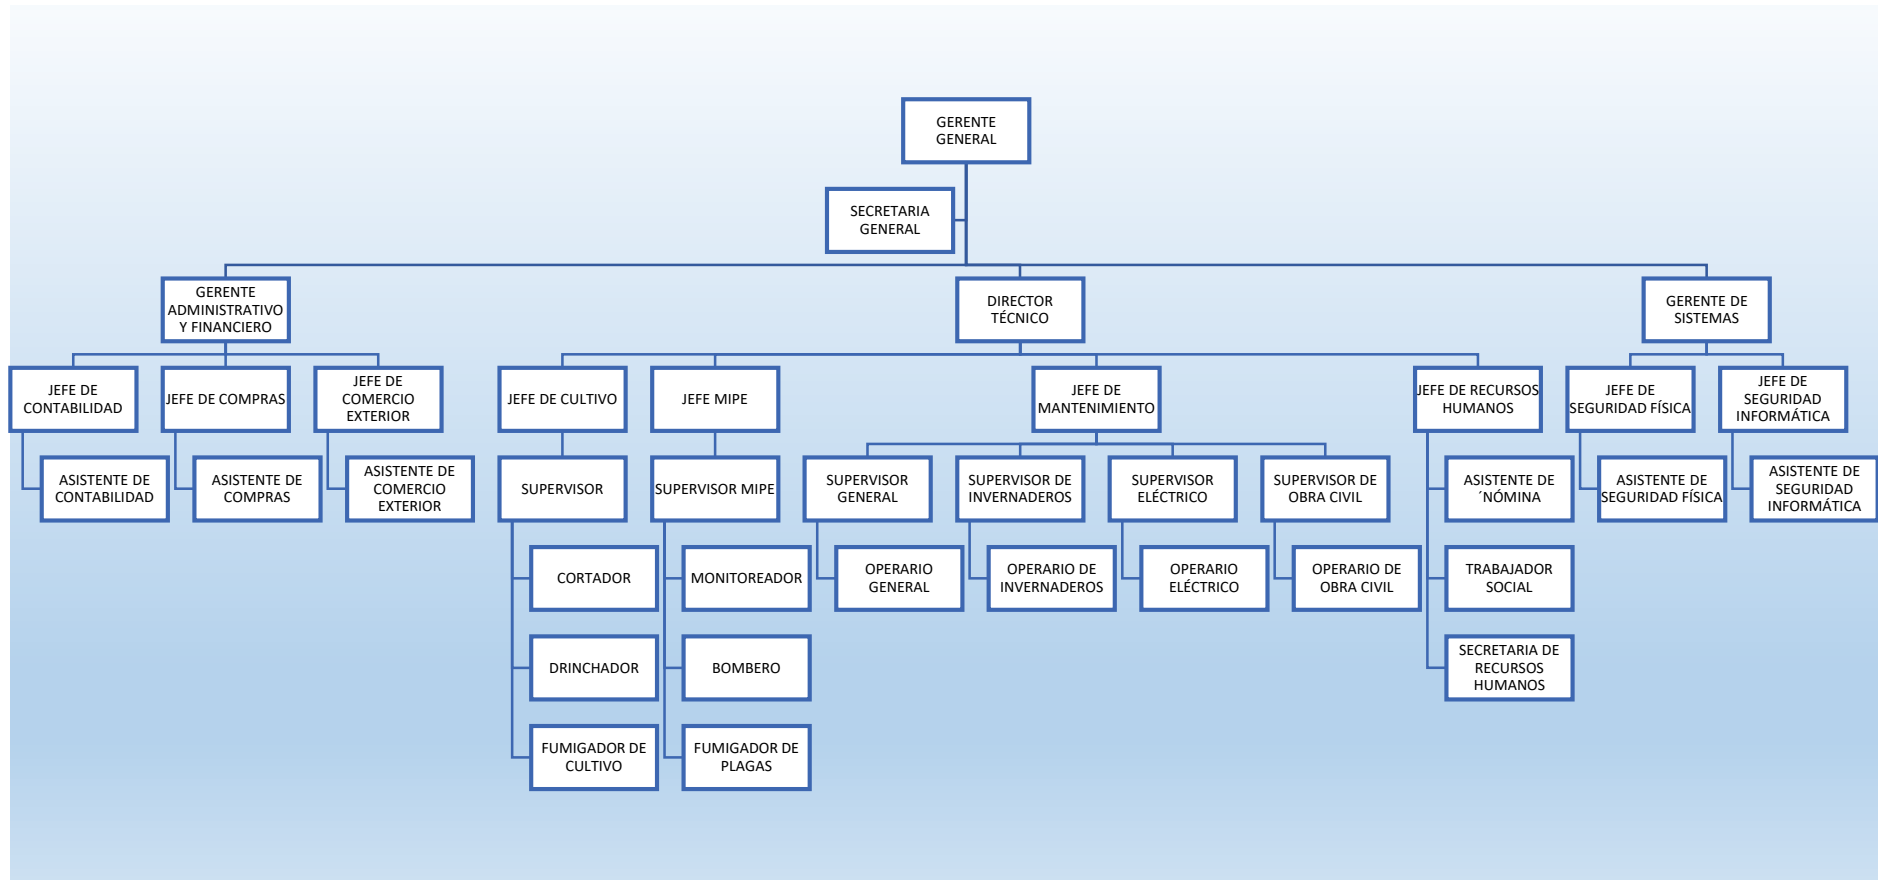 GERENTE
GENERAL
SECRETARIA
GENERAL
GERENTE
ADMINISTRATIVO
Y FINANCIERO
DIRECTOR
TÉCNICO
GERENTE DE
SISTEMAS
JEFE DE
CONTABILIDAD
JEFE DE COMPRAS
JEFE DE
COMERCIO
EXTERIOR
JEFE DE CULTIVO
JEFE MIPE
JEFE DE
MANTENIMIENTO
JEFE DE RECURSOS
HUMANOS
JEFE DE
SEGURIDAD FÍSICA
JEFE DE
SEGURIDAD
INFORMÁTICA
ASISTENTE DE
CONTABILIDAD
ASISTENTE DE
COMPRAS
ASISTENTE DE
COMERCIO
EXTERIOR
SUPERVISOR
SUPERVISOR MIPE
SUPERVISOR
GENERAL
SUPERVISOR DE
INVERNADEROS
SUPERVISOR
ELÉCTRICO
SUPERVISOR DE
OBRA CIVIL
ASISTENTE DE
´NÓMINA
ASISTENTE DE
SEGURIDAD FÍSICA
ASISTENTE DE
SEGURIDAD
INFORMÁTICA
CORTADOR
MONITOREADOR
OPERARIO
GENERAL
OPERARIO DE
INVERNADEROS
OPERARIO
ELÉCTRICO
OPERARIO DE
OBRA CIVIL
TRABAJADOR
SOCIAL
DRINCHADOR
BOMBERO
SECRETARIA DE
RECURSOS
HUMANOS
FUMIGADOR DE
CULTIVO
FUMIGADOR DE
PLAGAS